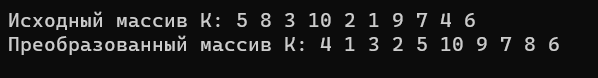 Исходный массив К: 5 8 3 10 2 1 9 7 4 6
Преобразованный массив К: 4 1 3 2 5 10 9 7 8 6